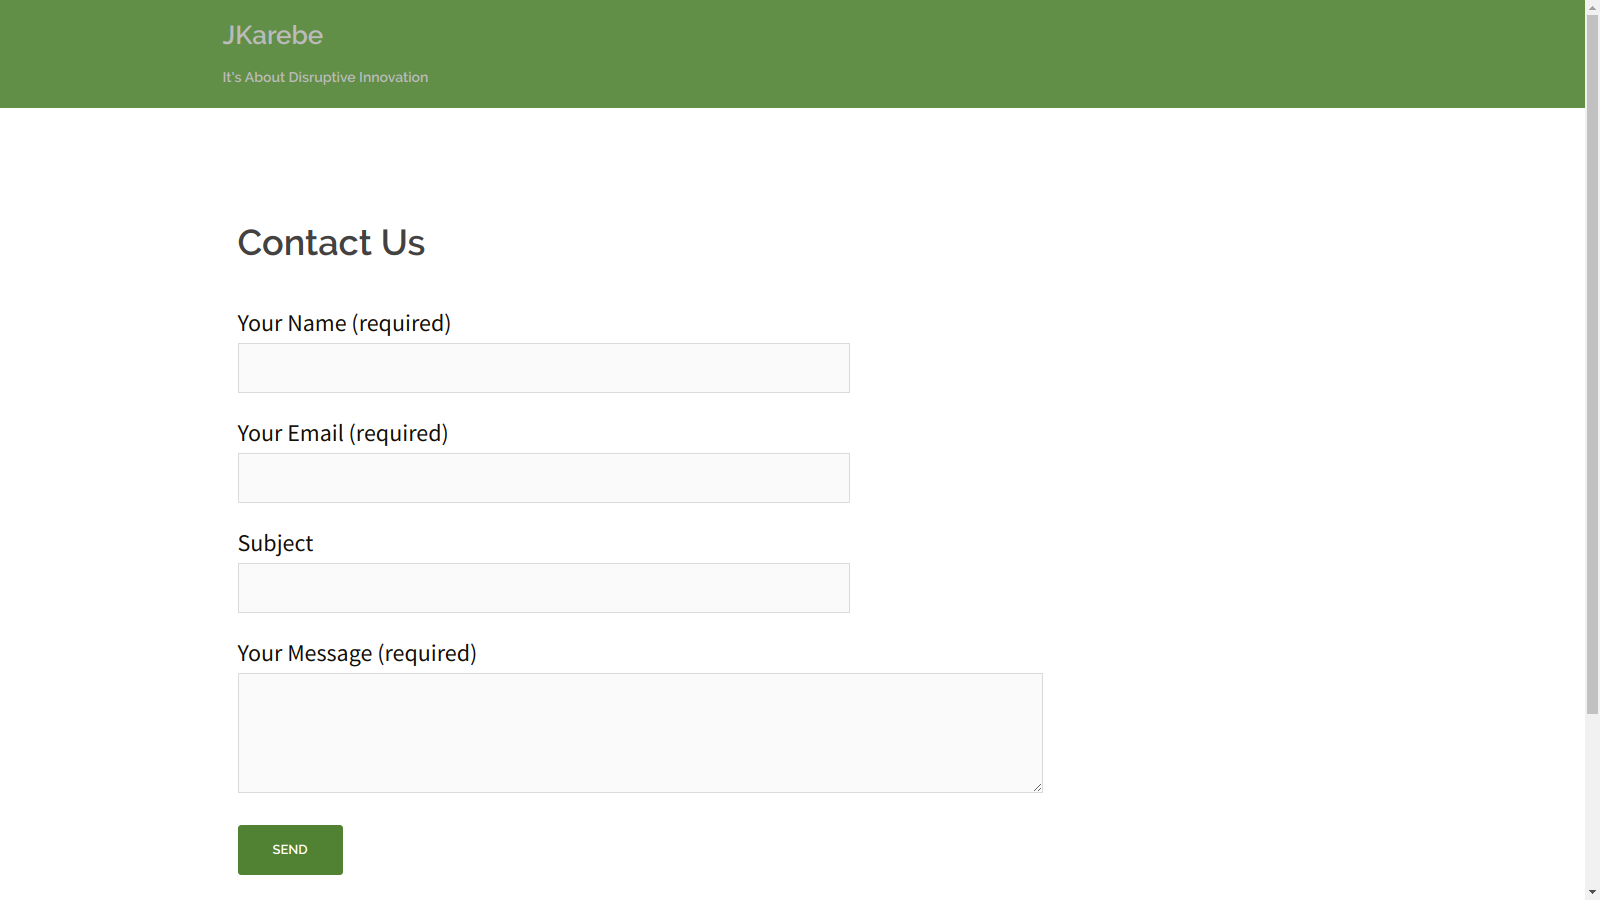 JKarebe
It's About Disruptive Innovation
Contact Us
Your Name (required)
Your Email (required)
Subject
Your Message (required)
SEND